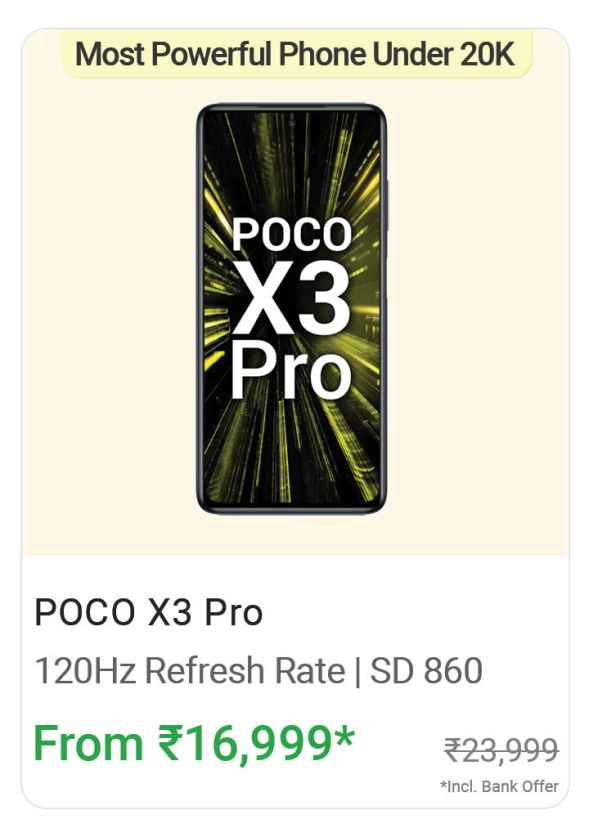 Most Powerful Phone Under 20K
POCO
X3
Pro
POCO X3 Pro
120Hz Refresh Rate | SD 860
From ₹16,999*
₹23,999
*Incl. Bank Offer